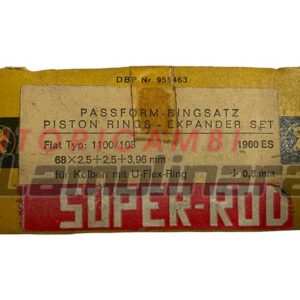 DBP Nr. 955463
PASSFORM-RINGSATZ
PISTON RINGS - EXPANDER SET
Fiat Typ: 1100/103 1960 ES
68×2,5+2,5+3,96 mm
für Kolben mit U-Flex-Ring + 0,8 mm
SUPER-ROD